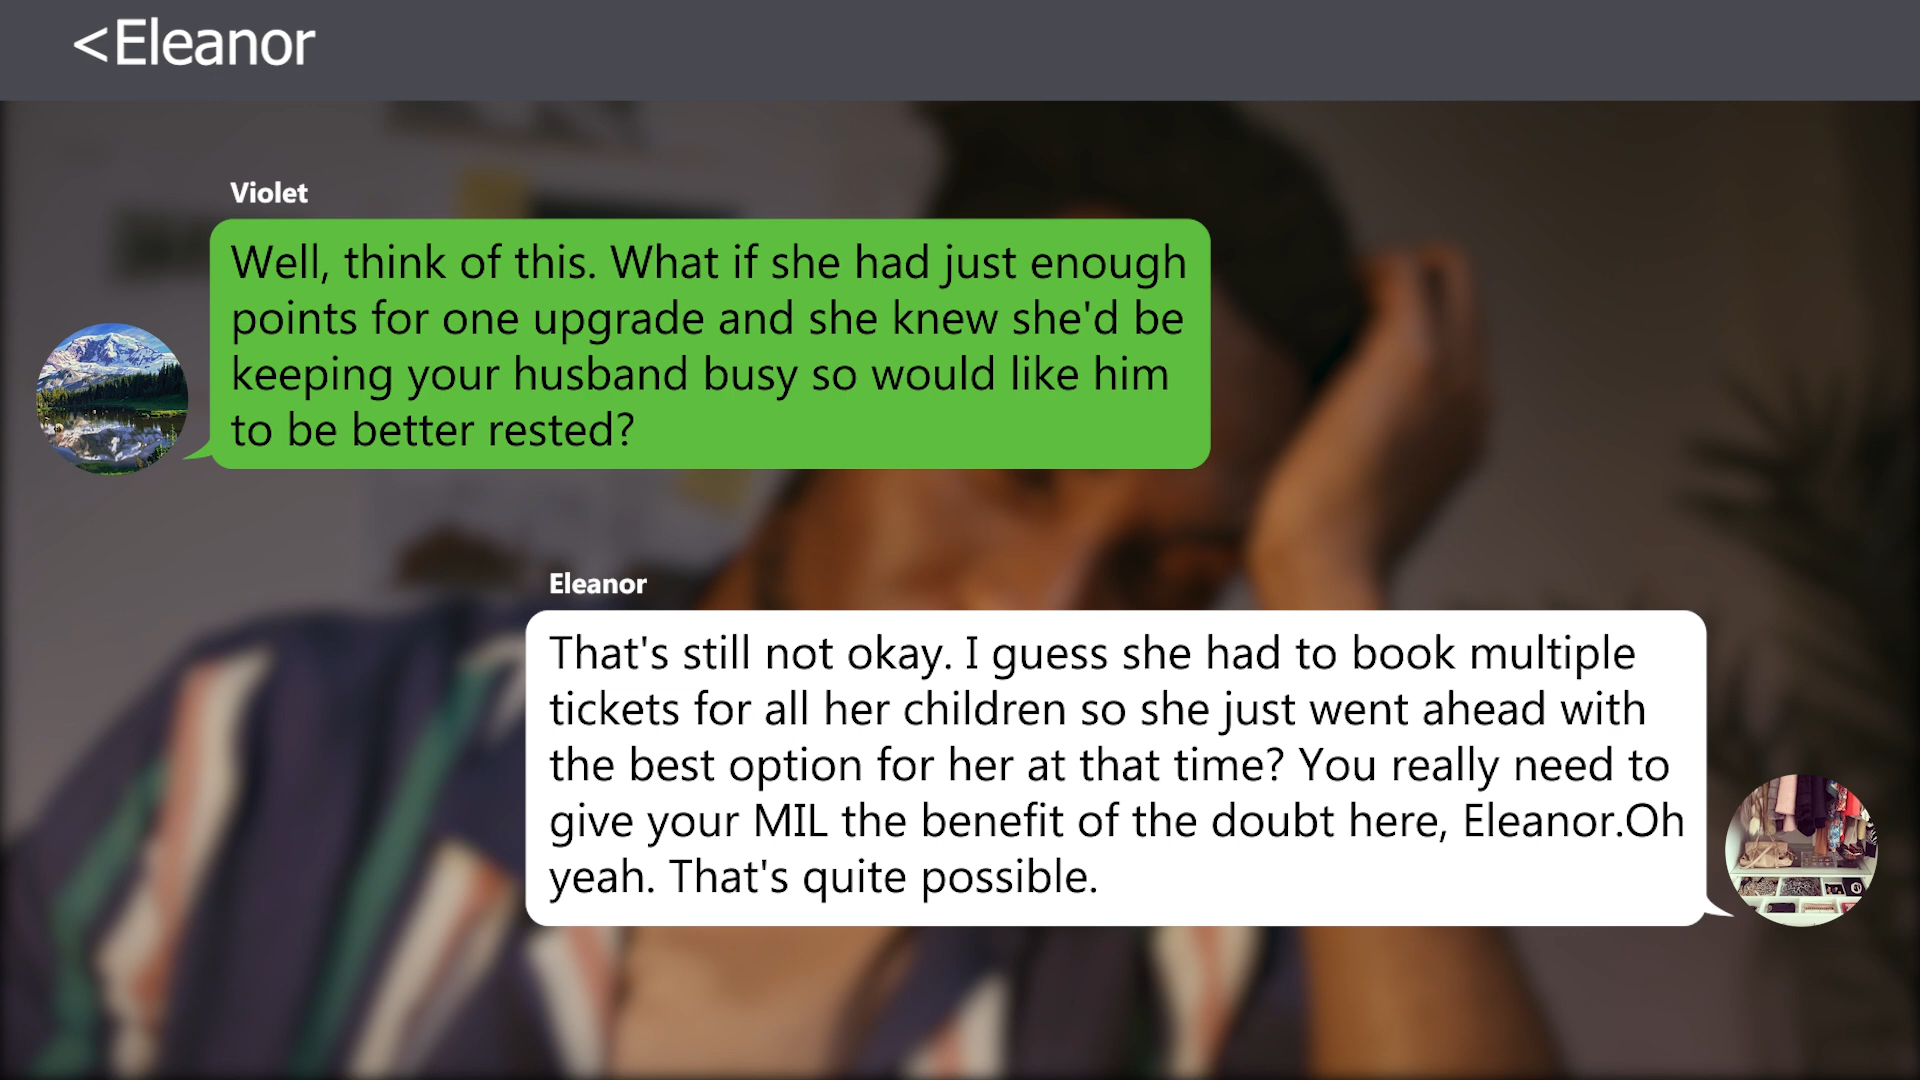 <Eleanor
Violet
Well, think of this. What if she had just enough
points for one upgrade and she knew she'd be
keeping your husband busy so would like him
to be better rested?
Eleanor
That's still not okay. I guess she had to book multiple
tickets for all her children so she just went ahead with
the best option for her at that time? You really need to
give your MIL the benefit of the doubt here, Eleanor.Oh
yeah. That's quite possible.